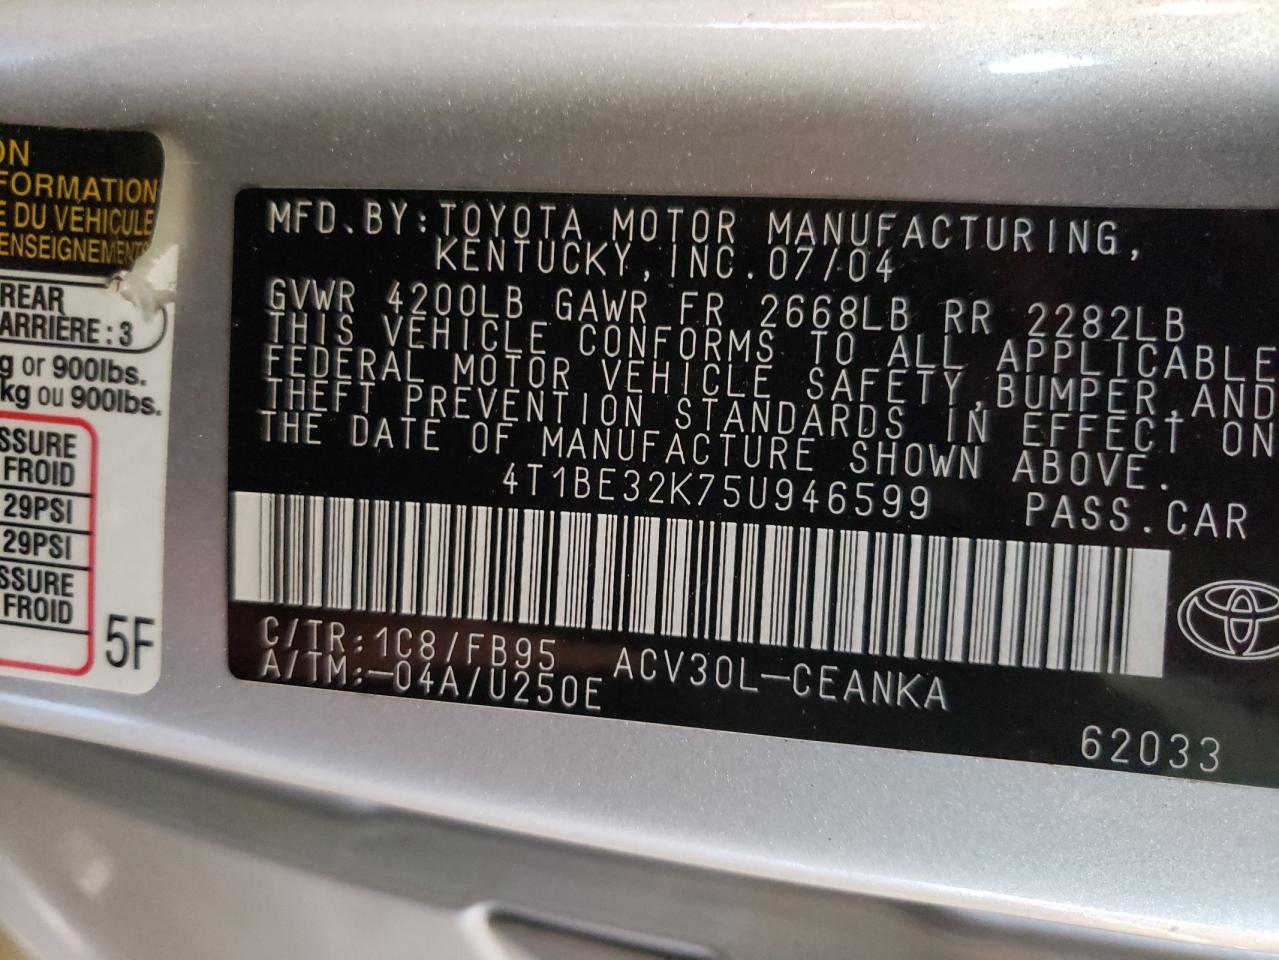 ON
FORMATION
E DU VÉHICULE
ENSEIGNEMENTS
REAR
ARRIÈRE : 3
g or 900lbs.
kg ou 900lbs.
SSURE
FROID
29PSI
29PSI
SSURE
FROID
5F
MFD.BY:TOYOTA MOTOR MANUFACTURING,
KENTUCKY,INC.07/04
GVWR 4200LB GAWR FR 2668LB RR 2282LB
THIS VEHICLE CONFORMS TO ALL APPLICABLE
FEDERAL MOTOR VEHICLE SAFETY,BUMPER,AND
THEFT PREVENTION STANDARDS IN EFFECT ON
THE DATE OF MANUFACTURE SHOWN ABOVE.
4T1BE32K75U946599 PASS.CAR
C/TR:1C8/FB95 ACV30L-CEANKA
A/TM:-04A/U250E
62033